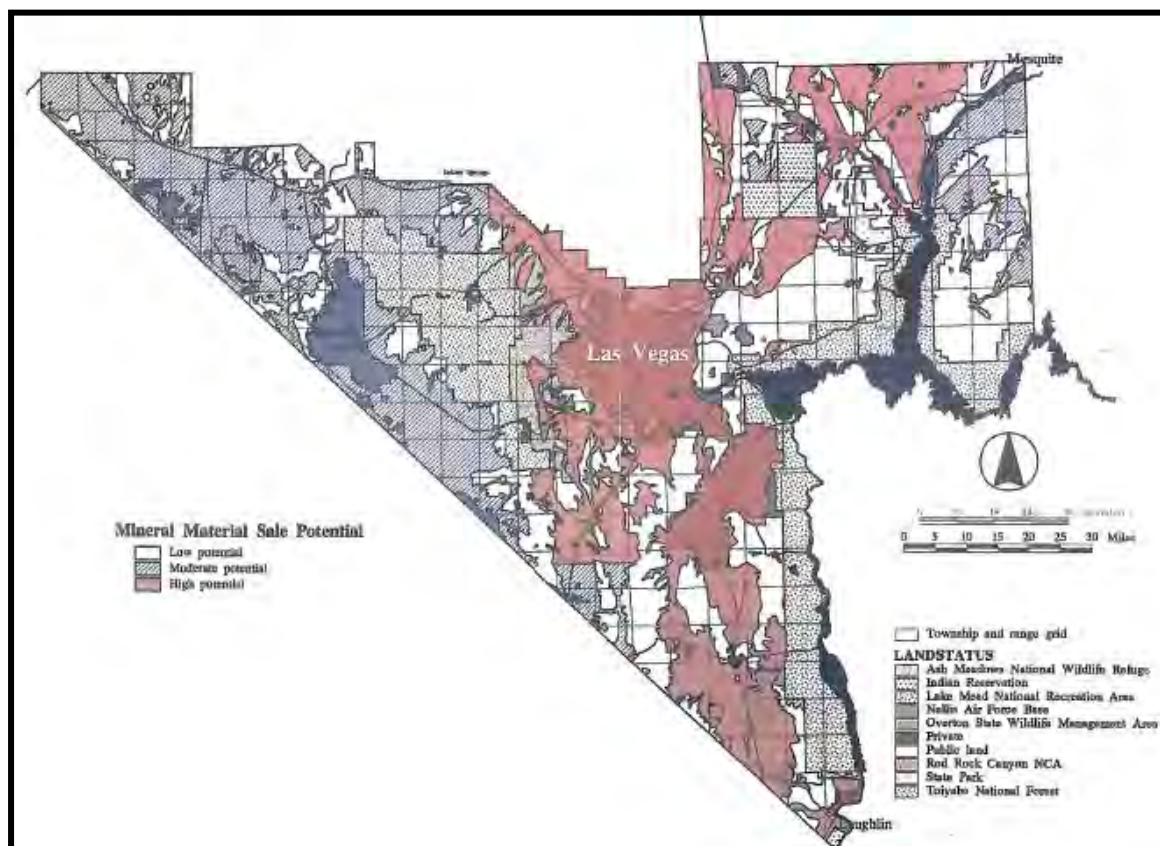 Mesquite
Indian Springs
Las Vegas
Mineral Material Sale Potential
Low potential
Moderate potential
High potential
0 5 10 15 20 25 30 Miles
Township and range grid
LANDSTATUS
Ash Meadows National Wildlife Refuge
Indian Reservation
Lake Mead National Recreation Area
Nellis Air Force Base
Overton State Wildlife Management Area
Private
Public land
Red Rock Canyon NCA
State Park
Toiyabe National Forest
Laughlin